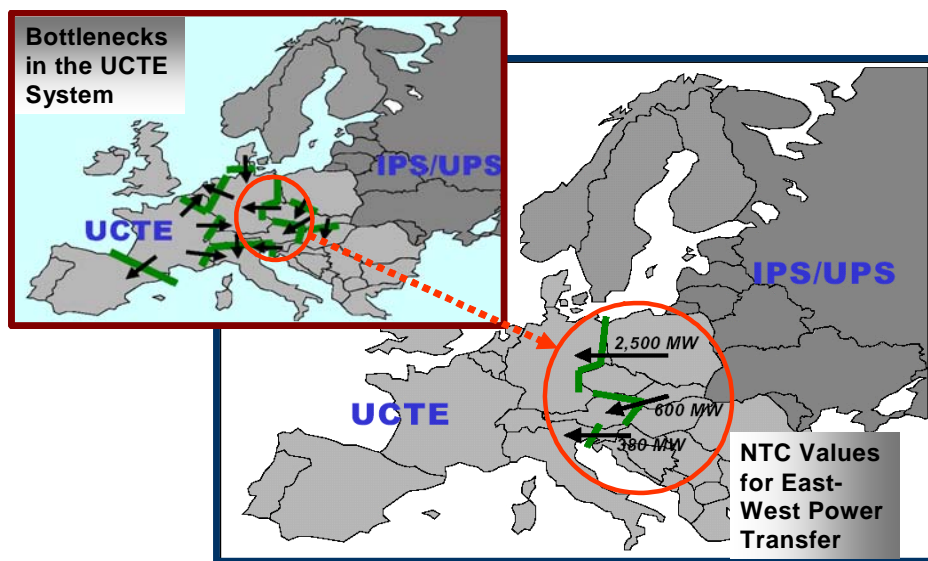 Bottlenecks
in the UCTE
System
IPS/UPS
UCTE
IPS/UPS
2,500 MW
UCTE
600 MW
380 MW
NTC Values
for East-
West Power
Transfer